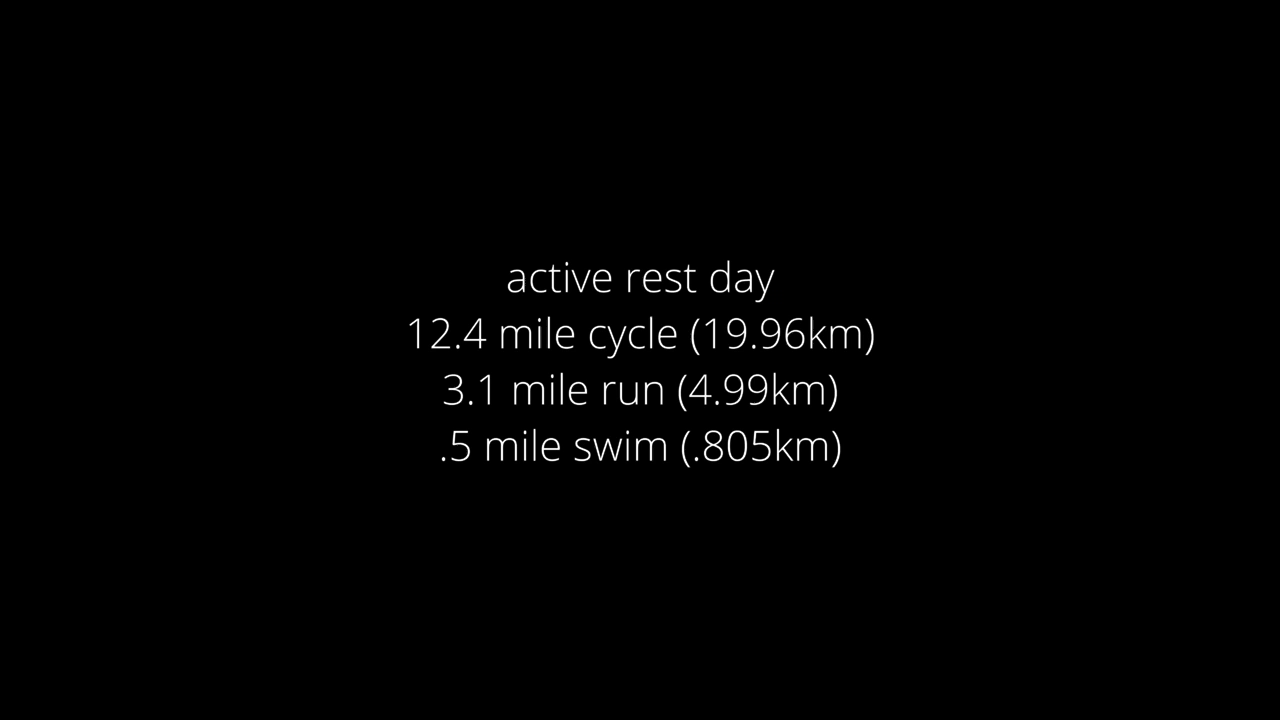 active rest day
12.4 mile cycle (19.96km)
3.1 mile run (4.99km)
.5 mile swim (.805km)